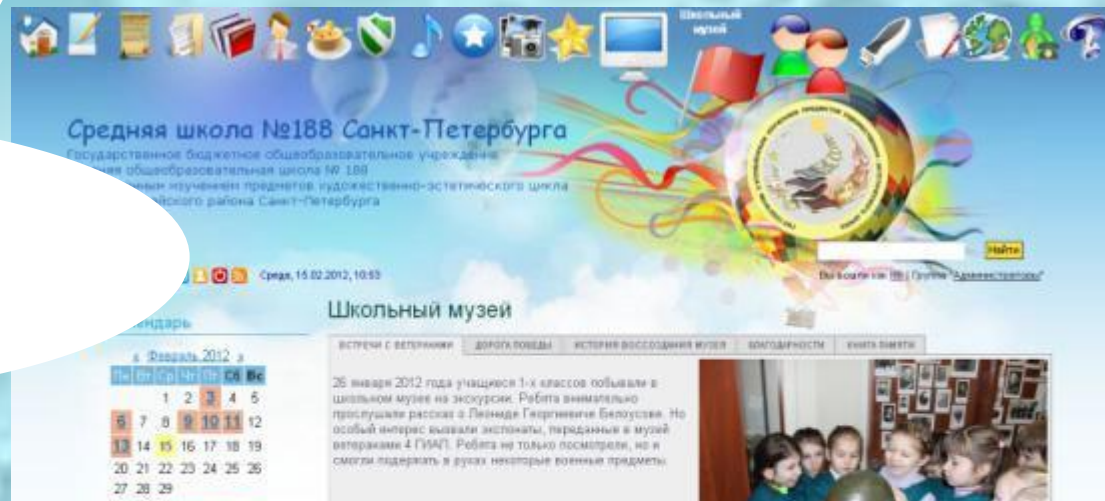 Школьный
музей
Средняя школа №188 Санкт-Петербурга
Государственное бюджетное общеобразовательное учреждение
общеобразовательная школа № 188
изучением предметов художественно-эстетического цикла
района Санкт-Петербурга
Найти
Среда, 15.02.2012, 10:53
Вы вошли как | Группа "Администраторы"
Школьный музей
ВСТРЕЧИ С ВЕТЕРАНАМИ ДОРОГА ПОБЕДЫ ИСТОРИЯ ВОССОЗДАНИЯ МУЗЕЯ БЛАГОДАРНОСТИ КНИГА ПАМЯТИ
« Февраль 2012 »
Пн Вт Ср Чт Пт Сб Вс
1 2 3 4 5
6 7 8 9 10 11 12
13 14 15 16 17 18 19
20 21 22 23 24 25 26
27 28 29
26 января 2012 года учащиеся 1-х классов побывали в
школьном музее на экскурсии. Ребята внимательно
прослушали рассказ о Леониде Георгиевиче Белоусове. Но
особый интерес вызвали экспонаты, переданные в музей
ветеранами 4 ГИАП. Ребята не только посмотрели, но и
смогли подержать в руках некоторые военные предметы.